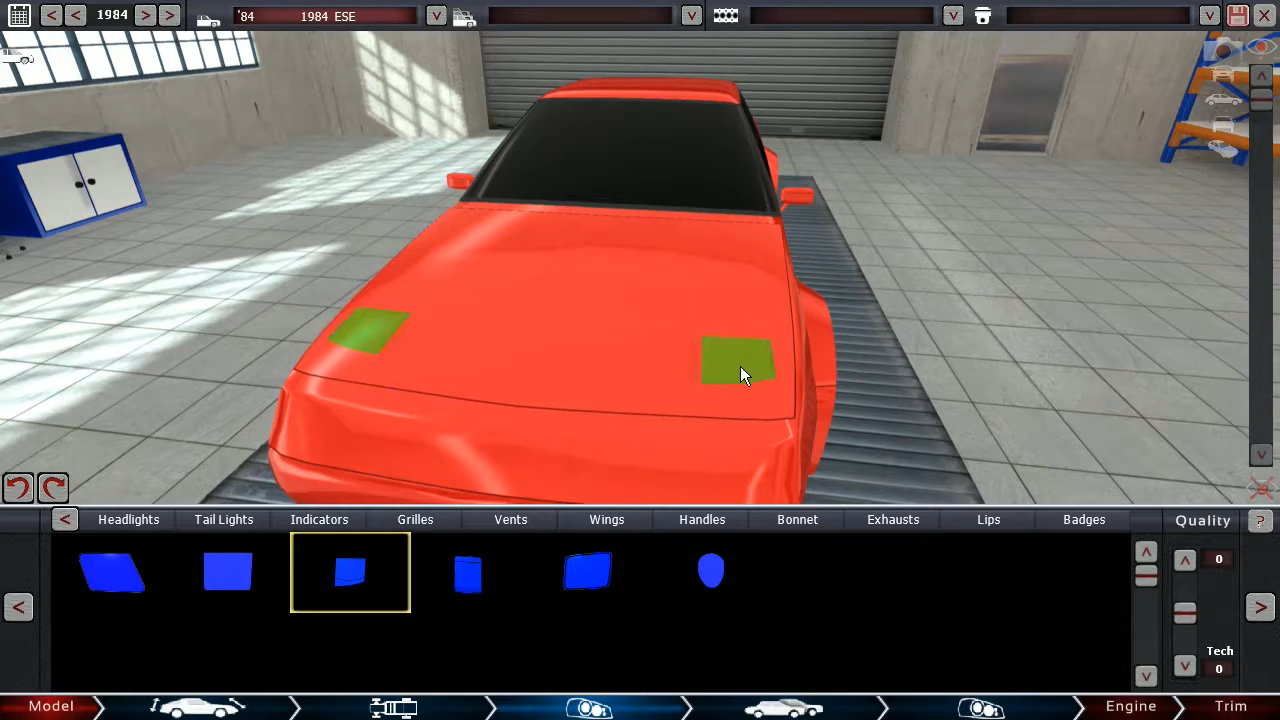 < < 1984 > > '84 1984 ESE V V V V X
< Headlights Tail Lights Indicators Grilles Vents Wings Handles Bonnet Exhausts Lips Badges Quality ?
0
< >
Tech
0
Model Engine Trim